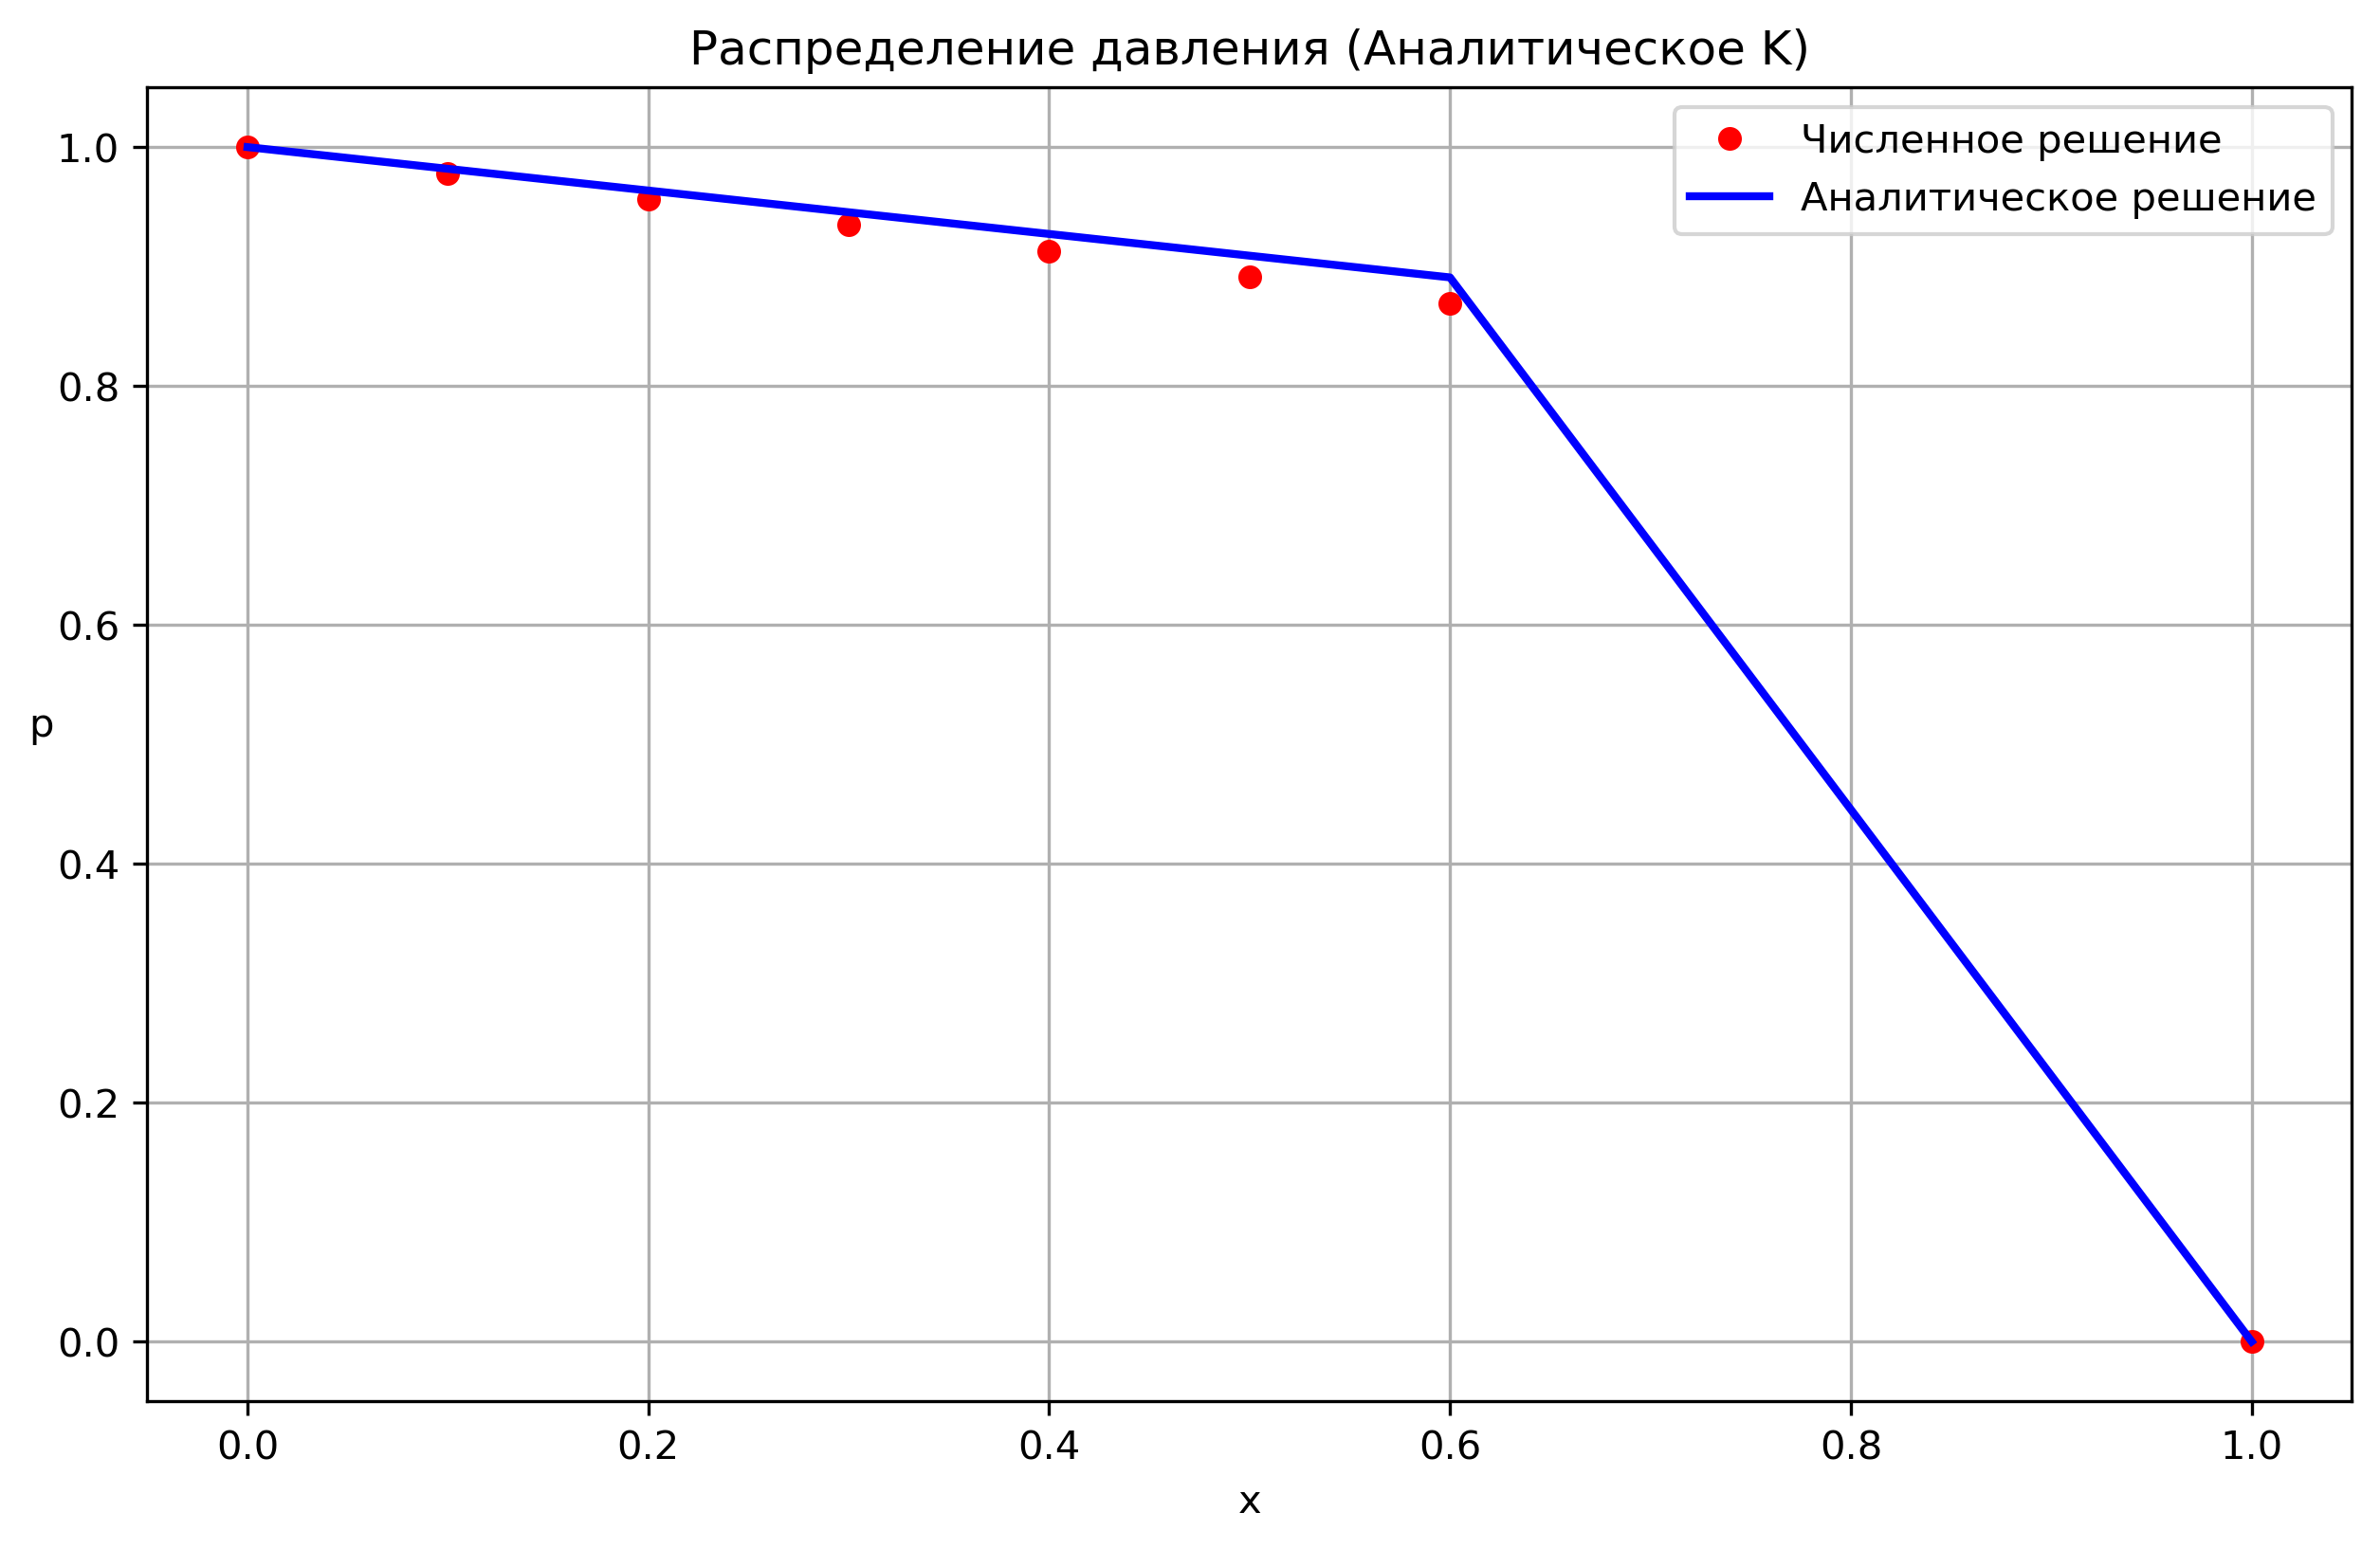 Распределение давления (Аналитическое K)
Численное решение
Аналитическое решение
1.0
0.8
0.6
p
0.4
0.2
0.0
0.0 0.2 0.4 0.6 0.8 1.0
x